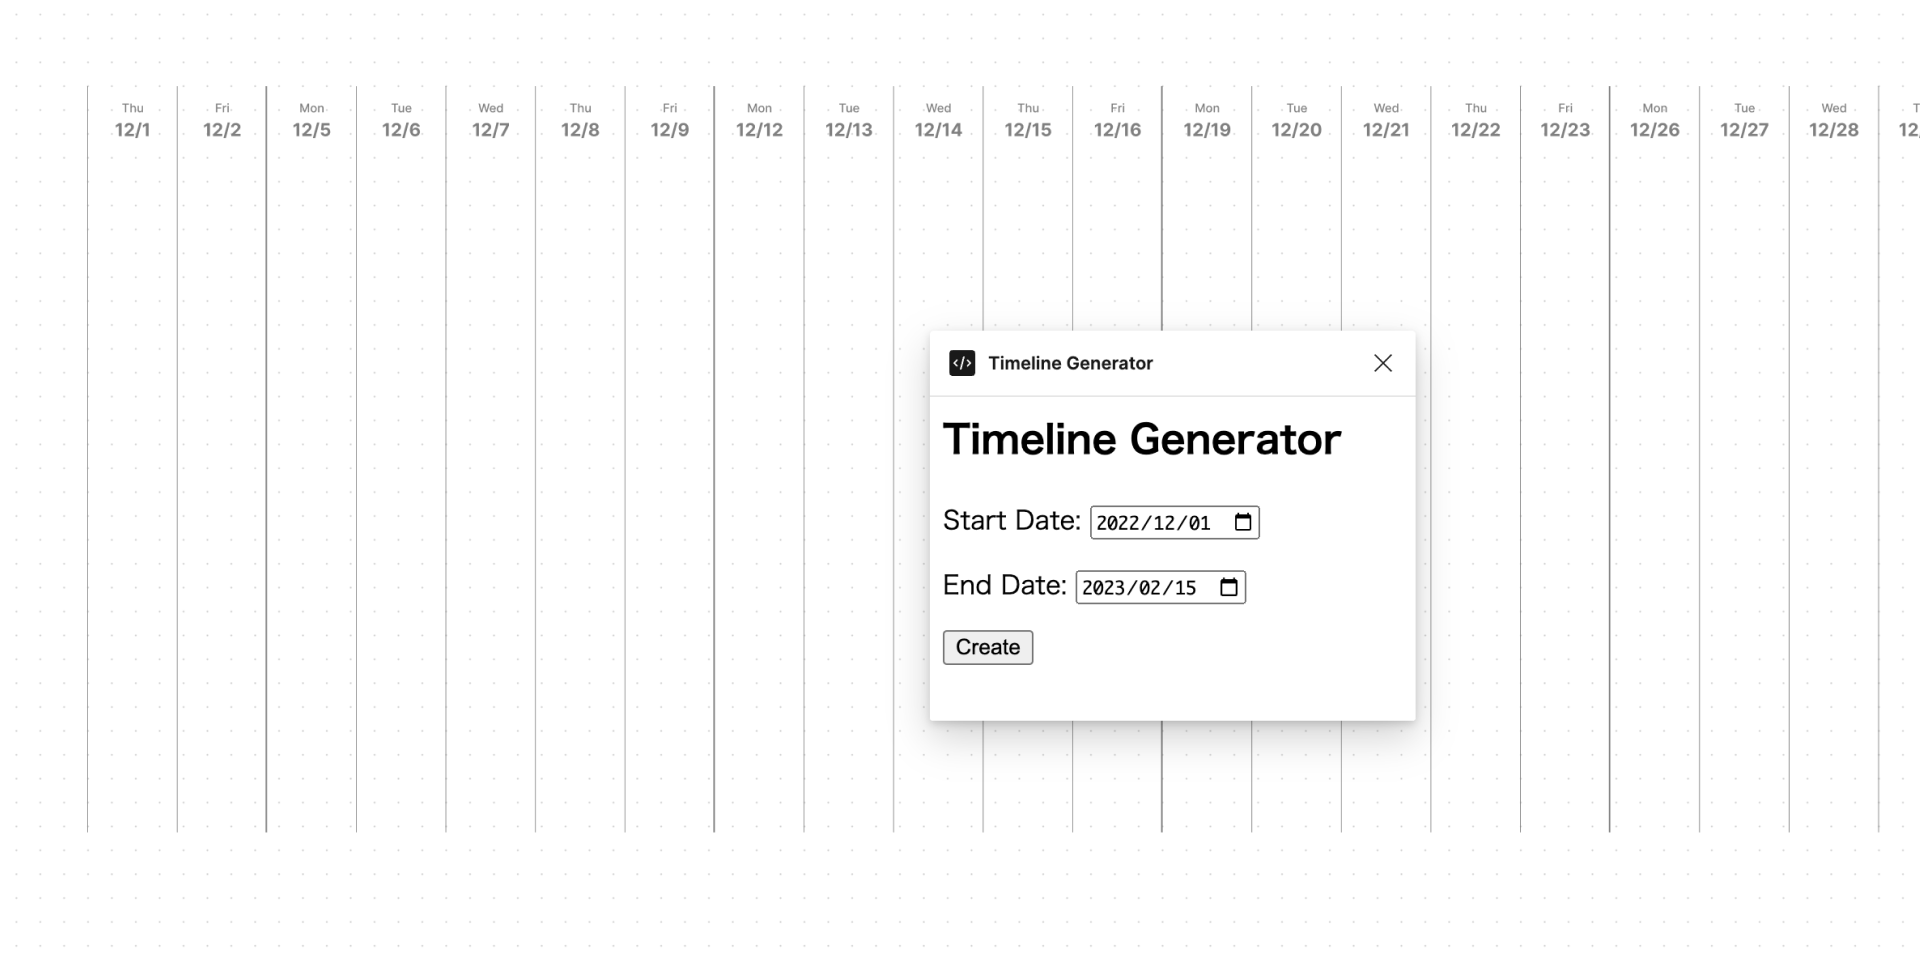 Thu Fri Mon Tue Wed Thu Fri Mon Tue Wed Thu Fri Mon Tue Wed Thu Fri Mon Tue Wed
12/1 12/2 12/5 12/6 12/7 12/8 12/9 12/12 12/13 12/14 12/15 12/16 12/19 12/20 12/21 12/22 12/23 12/26 12/27 12/28
</> Timeline Generator
Timeline Generator
Start Date: 2022/12/01
End Date: 2023/02/15
Create